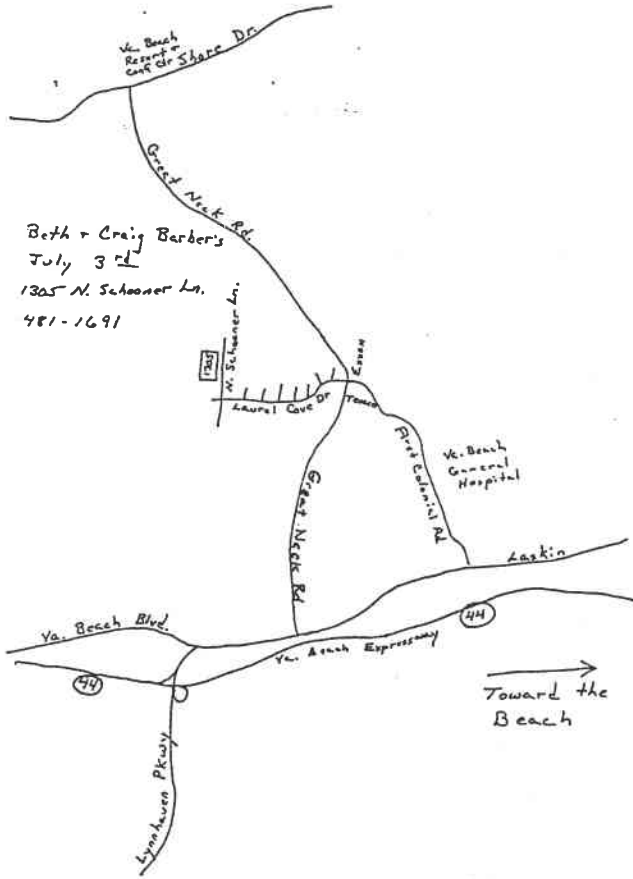 Va. Beach
Resort +
Conf Ctr
Shore Dr.
Great Neck Rd.
Beth + Craig Barber's
July 3rd
1305 N. Schooner Ln.
481-1691
N. Schooner Ln.
1305
Exxon
Laurel Cove Dr
Texaco
First Colonial Rd
Va. Beach
General
Hospital
Great Neck Rd
Laskin
44
Va. Beach Blvd.
Va. Beach Expressway
44
Toward the
Beach
Lynnhaven Pkwy